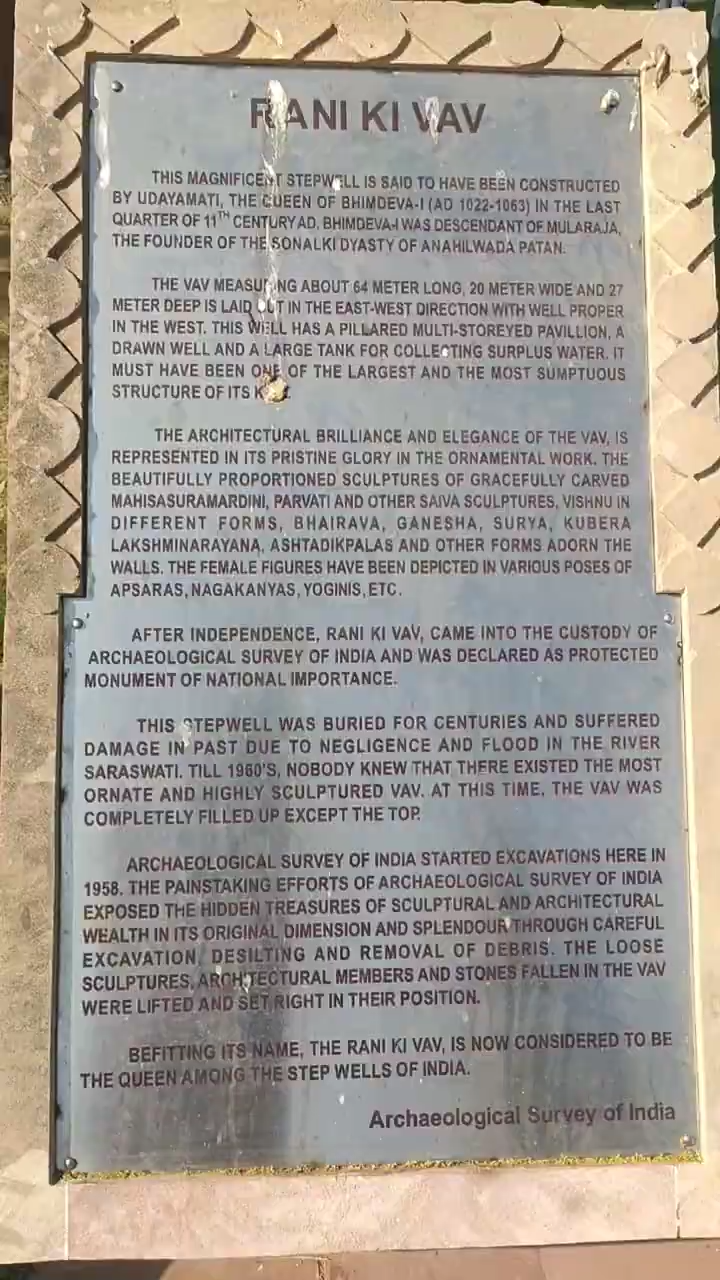 RANI KI VAV
THIS MAGNIFICENT STEPWELL IS SAID TO HAVE BEEN CONSTRUCTED
BY UDAYAMATI, THE QUEEN OF BHIMDEVA-I (AD 1022-1063) IN THE LAST
QUARTER OF 11TH CENTURY AD. BHIMDEVA-I WAS DESCENDANT OF MULARAJA,
THE FOUNDER OF THE SONALKI DYASTY OF ANAHILWADA PATAN.
THE VAV MEASURING ABOUT 64 METER LONG, 20 METER WIDE AND 27
METER DEEP IS LAID OUT IN THE EAST-WEST DIRECTION WITH WELL PROPER
IN THE WEST. THIS WELL HAS A PILLARED MULTI-STOREYED PAVILLION, A
DRAWN WELL AND A LARGE TANK FOR COLLECTING SURPLUS WATER. IT
MUST HAVE BEEN ONE OF THE LARGEST AND THE MOST SUMPTUOUS
STRUCTURE OF ITS
THE ARCHITECTURAL BRILLIANCE AND ELEGANCE OF THE VAV, IS
REPRESENTED IN ITS PRISTINE GLORY IN THE ORNAMENTAL WORK. THE
BEAUTIFULLY PROPORTIONED SCULPTURES OF GRACEFULLY CARVED
MAHISASURAMARDINI, PARVATI AND OTHER SAIVA SCULPTURES, VISHNU IN
DIFFERENT FORMS, BHAIRAVA, GANESHA, SURYA, KUBERA
LAKSHMINARAYANA, ASHTADIKPALAS AND OTHER FORMS ADORN THE
WALLS. THE FEMALE FIGURES HAVE BEEN DEPICTED IN VARIOUS POSES OF
APSARAS, NAGAKANYAS, YOGINIS, ETC.
AFTER INDEPENDENCE, RANI KI VAV, CAME INTO THE CUSTODY OF
ARCHAEOLOGICAL SURVEY OF INDIA AND WAS DECLARED AS PROTECTED
MONUMENT OF NATIONAL IMPORTANCE.
THIS STEPWELL WAS BURIED FOR CENTURIES AND SUFFERED
DAMAGE IN PAST DUE TO NEGLIGENCE AND FLOOD IN THE RIVER
SARASWATI. TILL 1960'S, NOBODY KNEW THAT THERE EXISTED THE MOST
ORNATE AND HIGHLY SCULPTURED VAV. AT THIS TIME, THE VAV WAS
COMPLETELY FILLED UP EXCEPT THE TOP.
ARCHAEOLOGICAL SURVEY OF INDIA STARTED EXCAVATIONS HERE IN
1958. THE PAINSTAKING EFFORTS OF ARCHAEOLOGICAL SURVEY OF INDIA
EXPOSED THE HIDDEN TREASURES OF SCULPTURAL AND ARCHITECTURAL
WEALTH IN ITS ORIGINAL DIMENSION AND SPLENDOUR THROUGH CAREFUL
EXCAVATION, DESILTING AND REMOVAL OF DEBRIS. THE LOOSE
SCULPTURES, ARCHITECTURAL MEMBERS AND STONES FALLEN IN THE VAV
WERE LIFTED AND SET RIGHT IN THEIR POSITION.
BEFITTING ITS NAME, THE RANI KI VAV, IS NOW CONSIDERED TO BE
THE QUEEN AMONG THE STEP WELLS OF INDIA.
Archaeological Survey of India